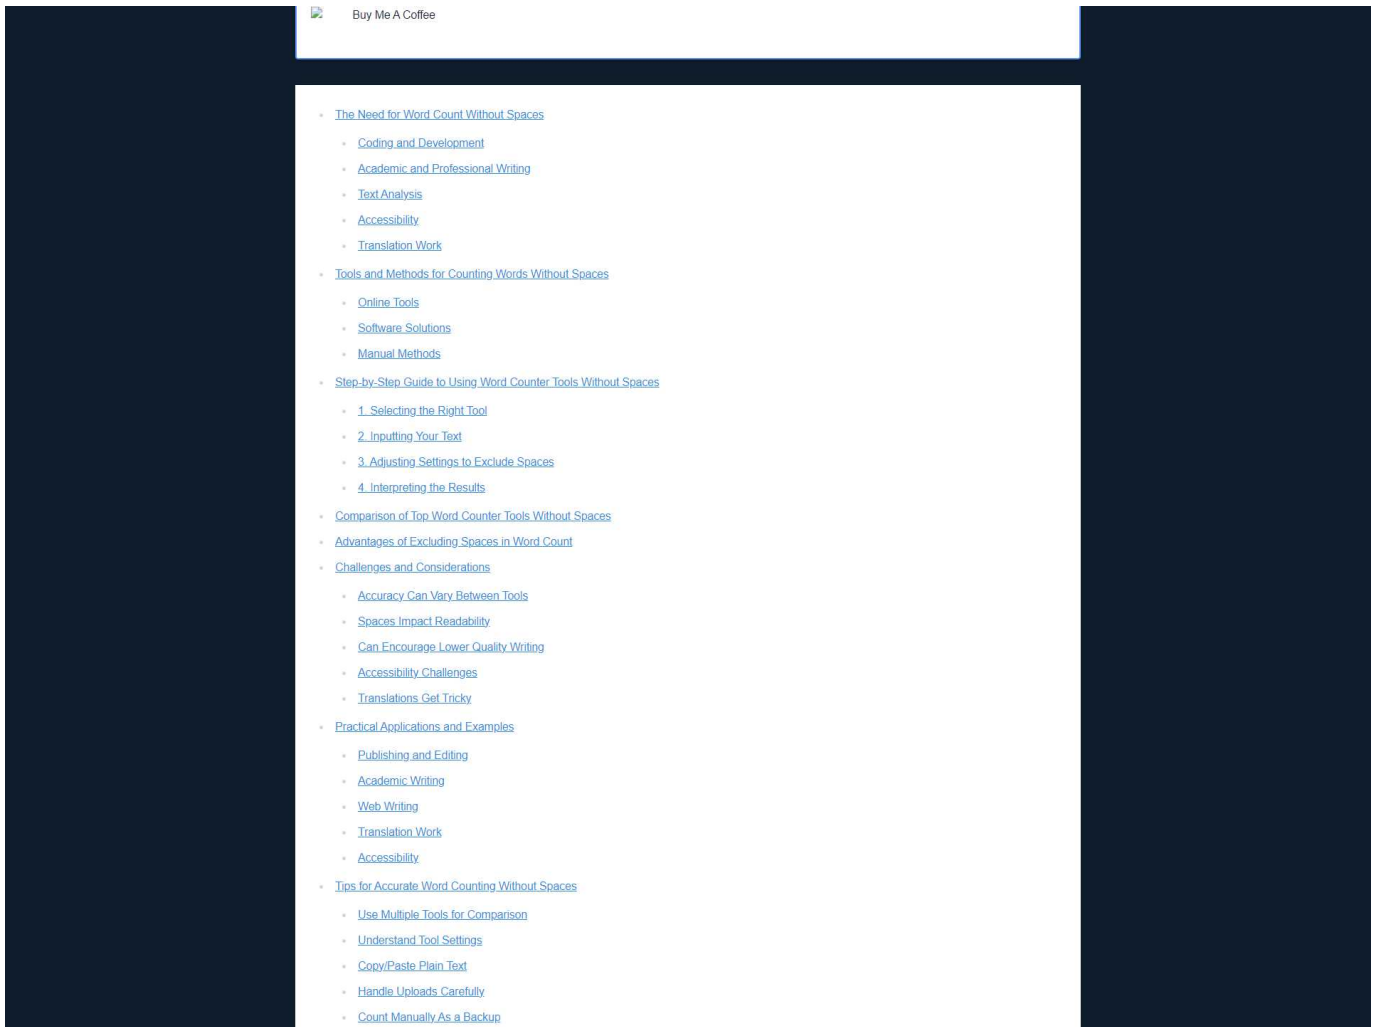 Buy Me A Coffee
The Need for Word Count Without Spaces
Coding and Development
Academic and Professional Writing
Text Analysis
Accessibility
Translation Work
Tools and Methods for Counting Words Without Spaces
Online Tools
Software Solutions
Manual Methods
Step-by-Step Guide to Using Word Counter Tools Without Spaces
1. Selecting the Right Tool
2. Inputting Your Text
3. Adjusting Settings to Exclude Spaces
4. Interpreting the Results
Comparison of Top Word Counter Tools Without Spaces
Advantages of Excluding Spaces in Word Count
Challenges and Considerations
Accuracy Can Vary Between Tools
Spaces Impact Readability
Can Encourage Lower Quality Writing
Accessibility Challenges
Translations Get Tricky
Practical Applications and Examples
Publishing and Editing
Academic Writing
Web Writing
Translation Work
Accessibility
Tips for Accurate Word Counting Without Spaces
Use Multiple Tools for Comparison
Understand Tool Settings
Copy/Paste Plain Text
Handle Uploads Carefully
Count Manually As a Backup